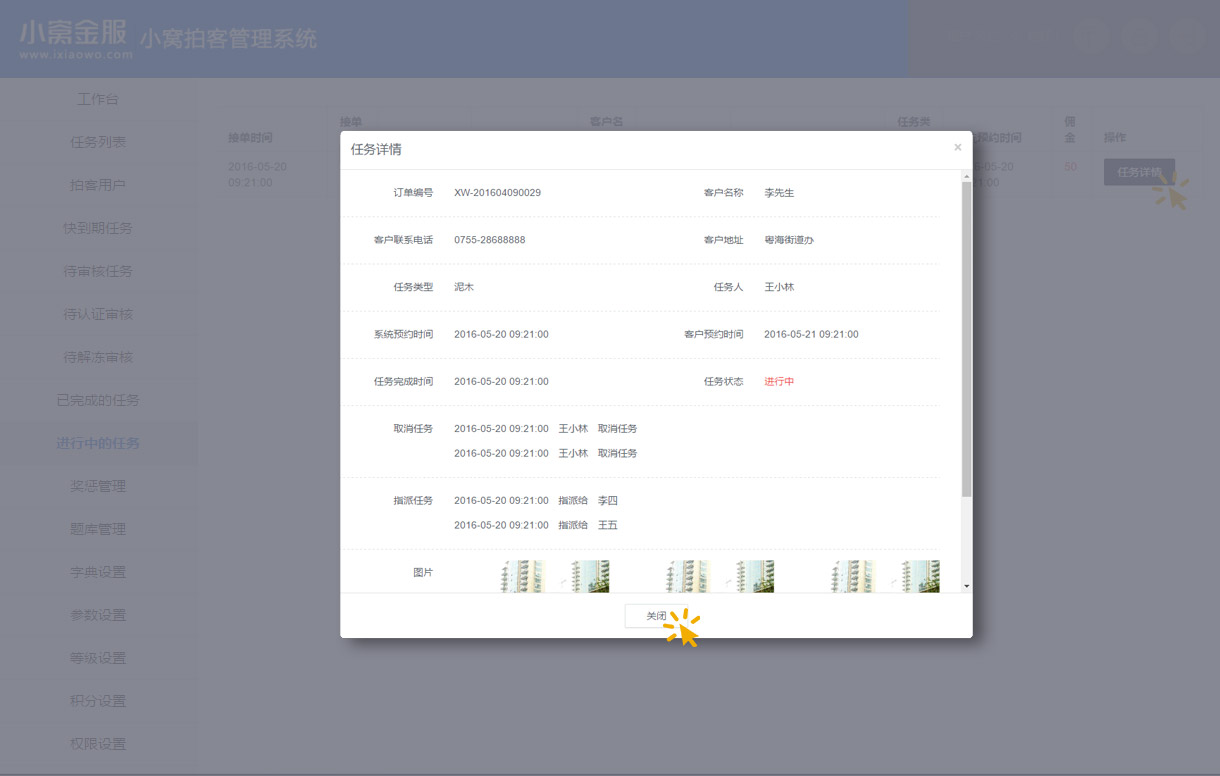 小窝金服
www.ixiaowo.com
小窝拍客管理系统
工作台
任务列表
拍客用户
快到期任务
待审核任务
待认证审核
待解冻审核
已完成的任务
进行中的任务
奖惩管理
题库管理
字典设置
参数设置
等级设置
积分设置
权限设置
接单时间
接单
客户名
任务类
预约时间
佣金
操作
2016-05-20
09:21:00
50
任务详情
任务详情
×
订单编号 XW-201604090029 客户名称 李先生
客户联系电话 0755-28688888 客户地址 粤海街道办
任务类型 泥木 任务人 王小林
系统预约时间 2016-05-20 09:21:00 客户预约时间 2016-05-21 09:21:00
任务完成时间 2016-05-20 09:21:00 任务状态 进行中
取消任务 2016-05-20 09:21:00 王小林 取消任务
2016-05-20 09:21:00 王小林 取消任务
指派任务 2016-05-20 09:21:00 指派给 李四
2016-05-20 09:21:00 指派给 王五
图片
关闭